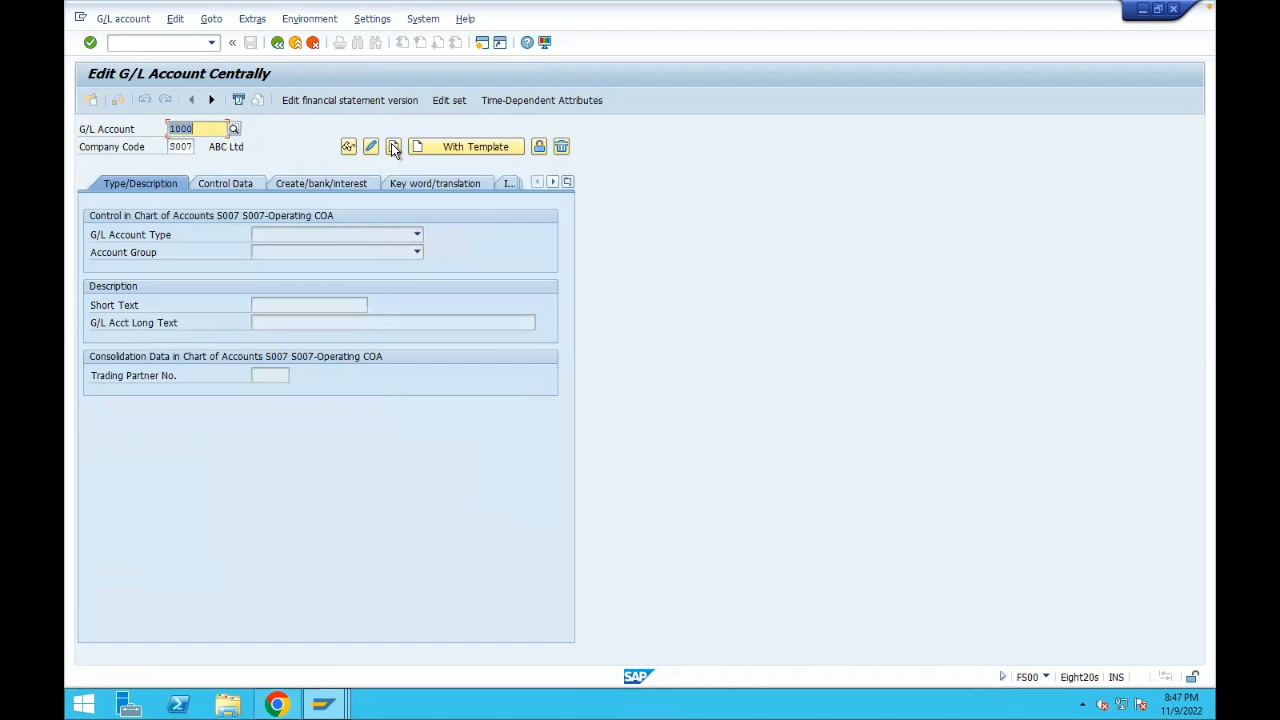 G/L account Edit Goto Extras Environment Settings System Help
Edit G/L Account Centrally
Edit financial statement version Edit set Time-Dependent Attributes
G/L Account 1000
Company Code S007 ABC Ltd With Template
Type/Description Control Data Create/bank/interest Key word/translation I...
Control in Chart of Accounts S007 S007-Operating COA
G/L Account Type
Account Group
Description
Short Text
G/L Acct Long Text
Consolidation Data in Chart of Accounts S007 S007-Operating COA
Trading Partner No.
SAP FS00 Eight20s INS
8:47 PM
11/9/2022